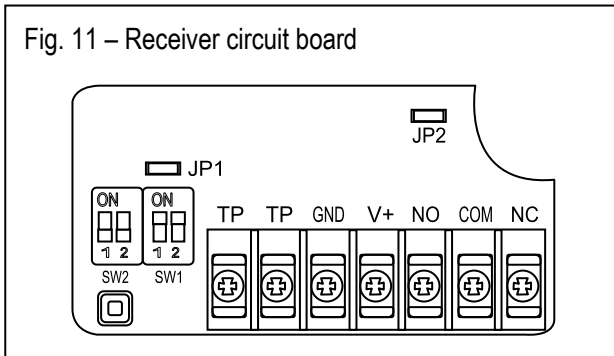 Fig. 11 – Receiver circuit board
JP2
JP1
ON ON
1 2 1 2
TP TP GND V+ NO COM NC
SW2 SW1